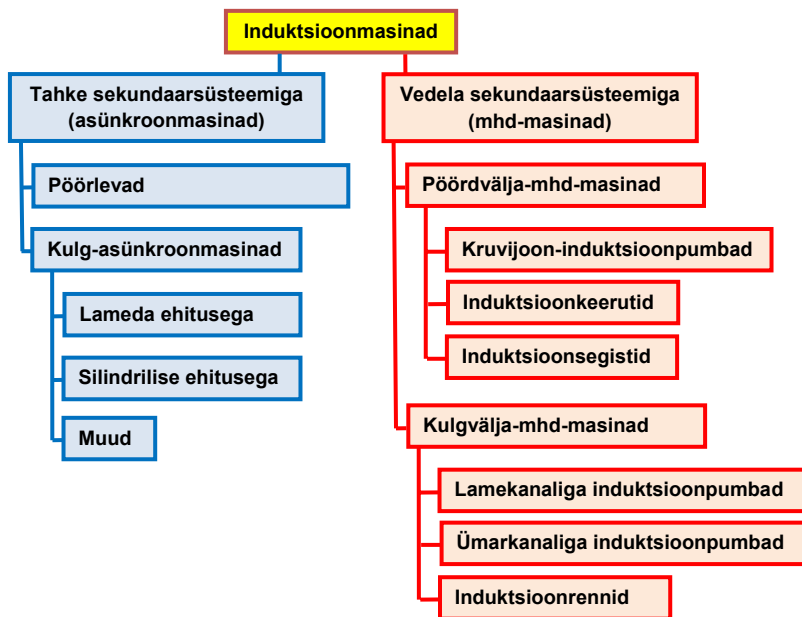 Induktsioonmasinad
Tahke sekundaarsüsteemiga
(asünkroonmasinad)
Pöörlevad
Kulg-asünkroonmasinad
Lameda ehitusega
Silindrilise ehitusega
Muud
Vedela sekundaarsüsteemiga
(mhd-masinad)
Pöördvälja-mhd-masinad
Kruvijoon-induktsioonpumbad
Induktsioonkeerutid
Induktsioonsegistid
Kulgvälja-mhd-masinad
Lamekanaliga induktsioonpumbad
Ümarkanaliga induktsioonpumbad
Induktsioonrennid